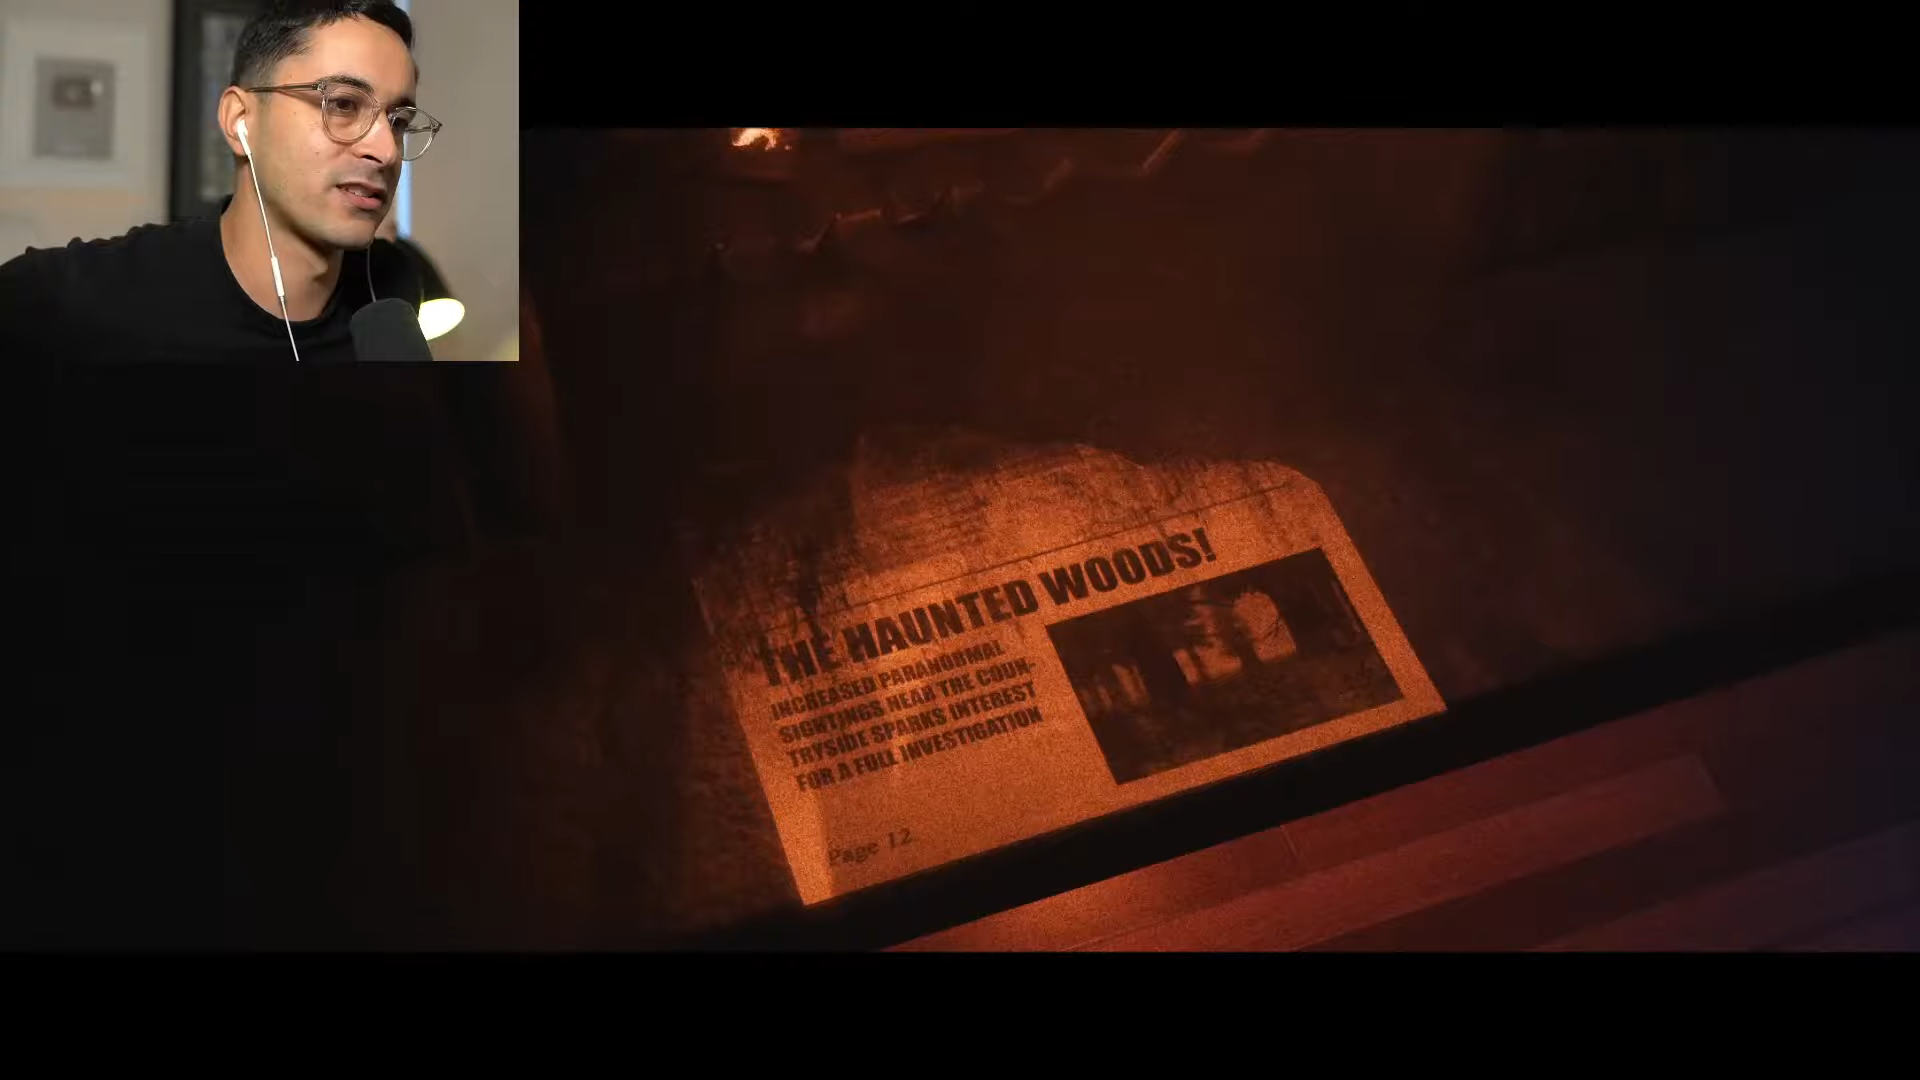 THE HAUNTED WOODS!
INCREASED PARANORMAL
SIGHTINGS NEAR THE COUN-
TRYSIDE SPARKS INTEREST
FOR A FULL INVESTIGATION
Page 12